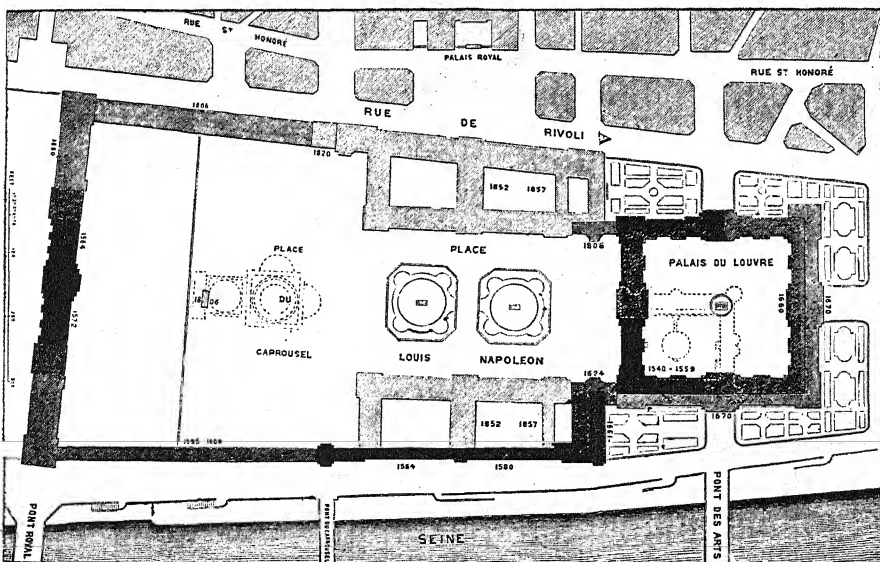 RUE
ST
HONORÉ
PALAIS ROYAL
RUE ST HONORÉ
1806
RUE
DE
RIVOLI
A
1820
1852 1857
1564
1572
PLACE
DU
CARROUSEL
PLACE
LOUIS NAPOLEON
1806
PALAIS DU LOUVRE
1660
1670
1540-1559
1624
1670
1852 1857
1564 1580
PONT ROYAL
SEINE
PONT DES ARTS